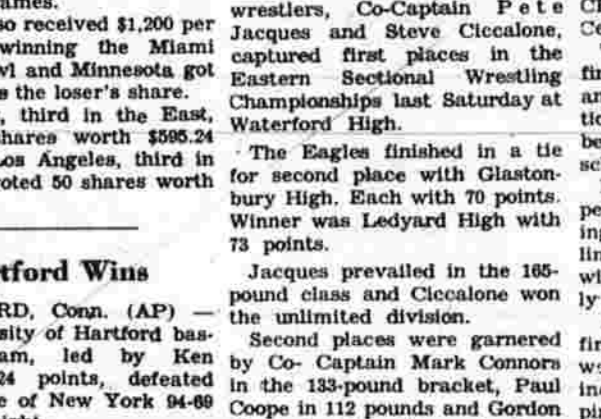 ames.
so received $1,200 per
winning the Miami
wl and Minnesota got
s the loser's share.
, third in the East,
shares worth $595.24
Los Angeles, third in
voted 50 shares worth
tford Wins
RD, Conn. (AP) —
sity of Hartford bas-
am, led by Ken
24 points, defeated
e of New York 94-69
wrestlers, Co-Captain Pete
Jacques and Steve Ciccalone,
captured first places in the
Eastern Sectional Wrestling
Championships last Saturday at
Waterford High.
The Eagles finished in a tie
for second place with Glaston-
bury High. Each with 70 points.
Winner was Ledyard High with
73 points.
Jacques prevailed in the 165-
pound class and Ciccalone won
the unlimited division.
Second places were garnered
by Co- Captain Mark Connors
in the 133-pound bracket, Paul
Coope in 112 pounds and Gordon